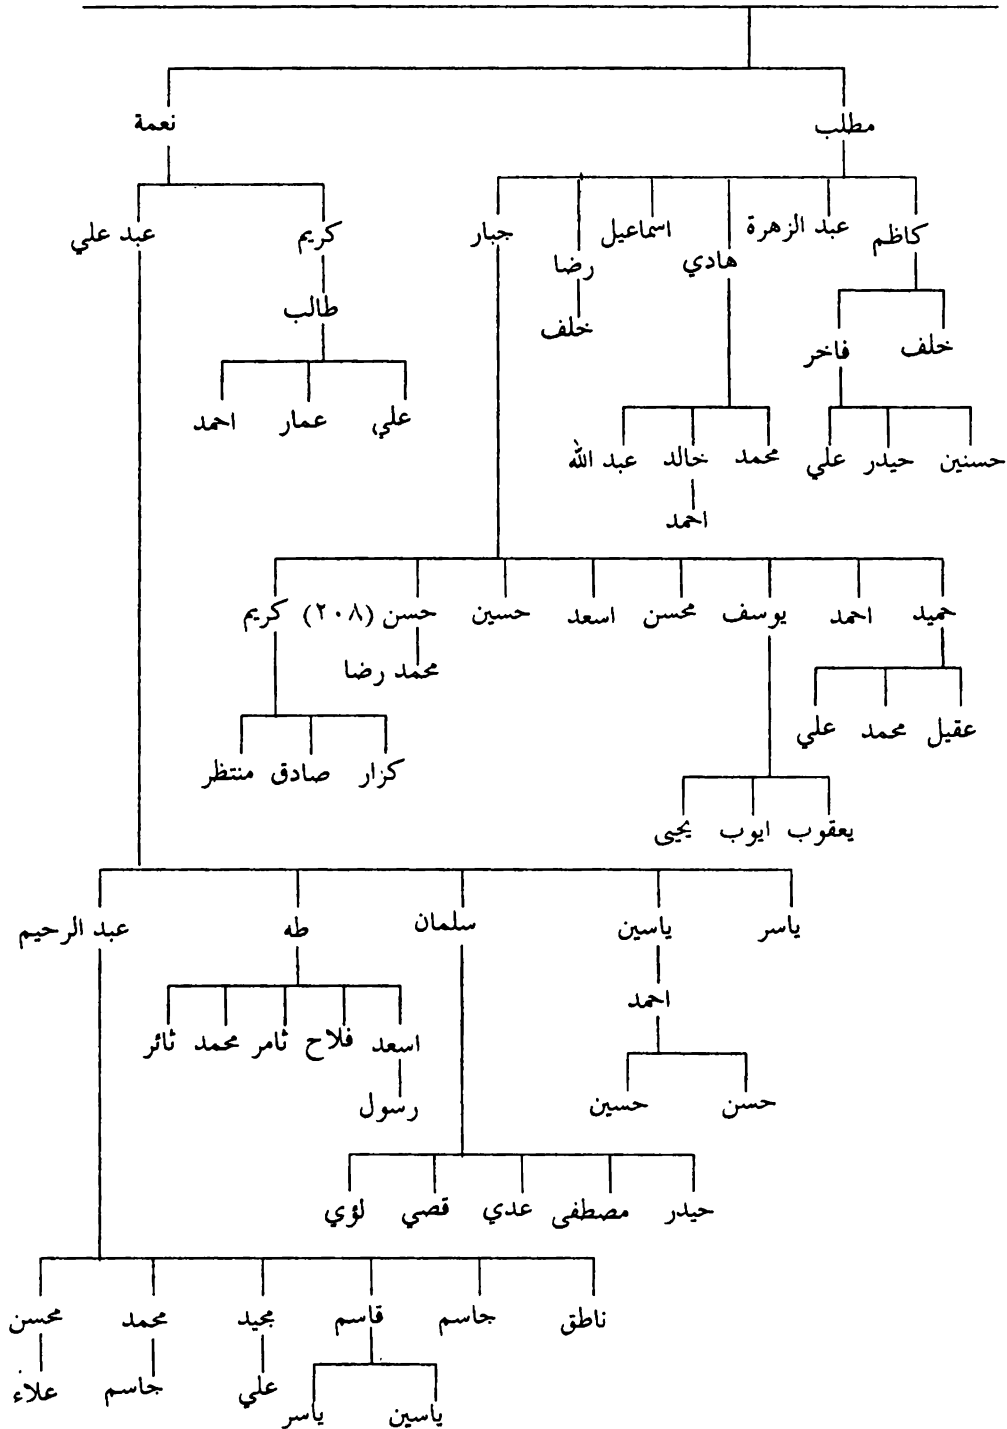 مطلب نعمة
كاظم عبد الزهرة هادي اسماعيل رضا جبار كريم عبد علي
خلف فاخر خلف طالب
حسنين حيدر علي محمد خالد عبد الله علي عمار احمد
احمد
حميد احمد يوسف محسن اسعد حسين حسن (٢٠٨) كريم
عقيل محمد علي محمد رضا
كزار صادق منتظر
يعقوب ايوب يحيى
ياسر ياسين سلمان طه عبد الرحيم
احمد
اسعد فلاح ثامر محمد ثائر
حسن حسين رسول
حيدر مصطفى عدي قصي لؤي
ناطق جاسم قاسم مجيد محمد محسن
ياسين ياسر علي جاسم علاء